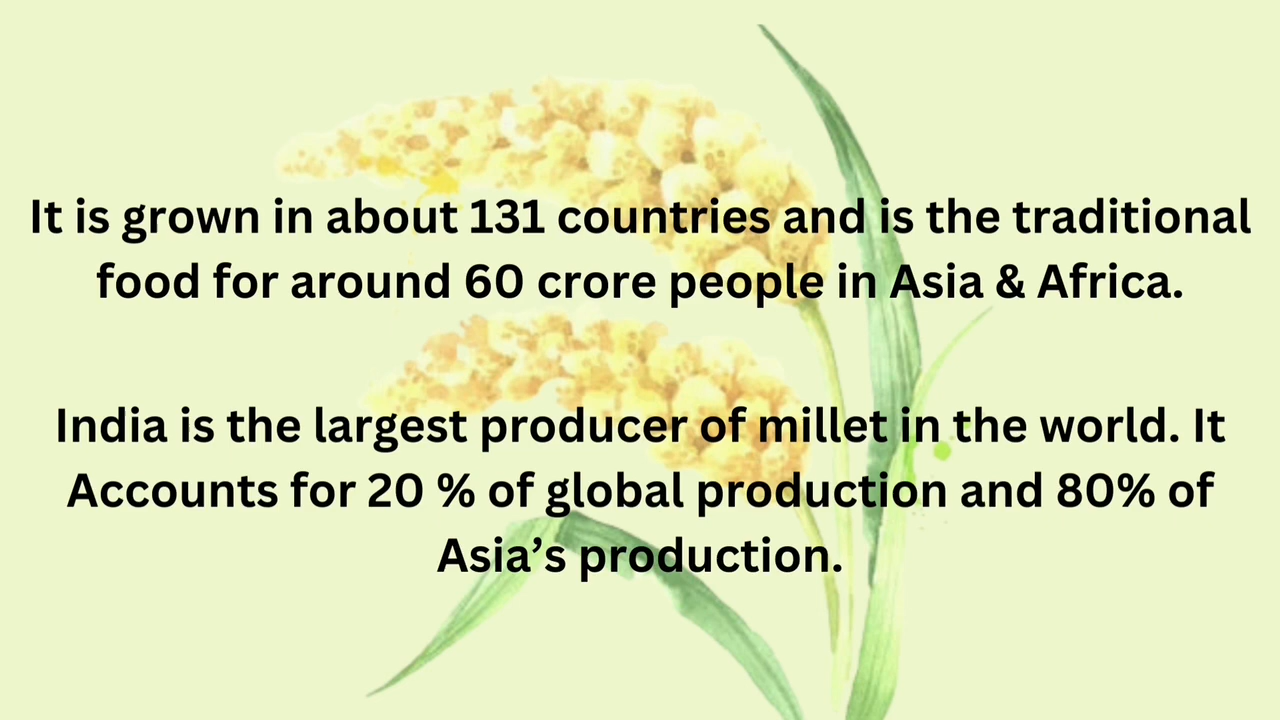 It is grown in about 131 countries and is the traditional
food for around 60 crore people in Asia & Africa.
India is the largest producer of millet in the world. It
Accounts for 20 % of global production and 80% of
Asia’s production.